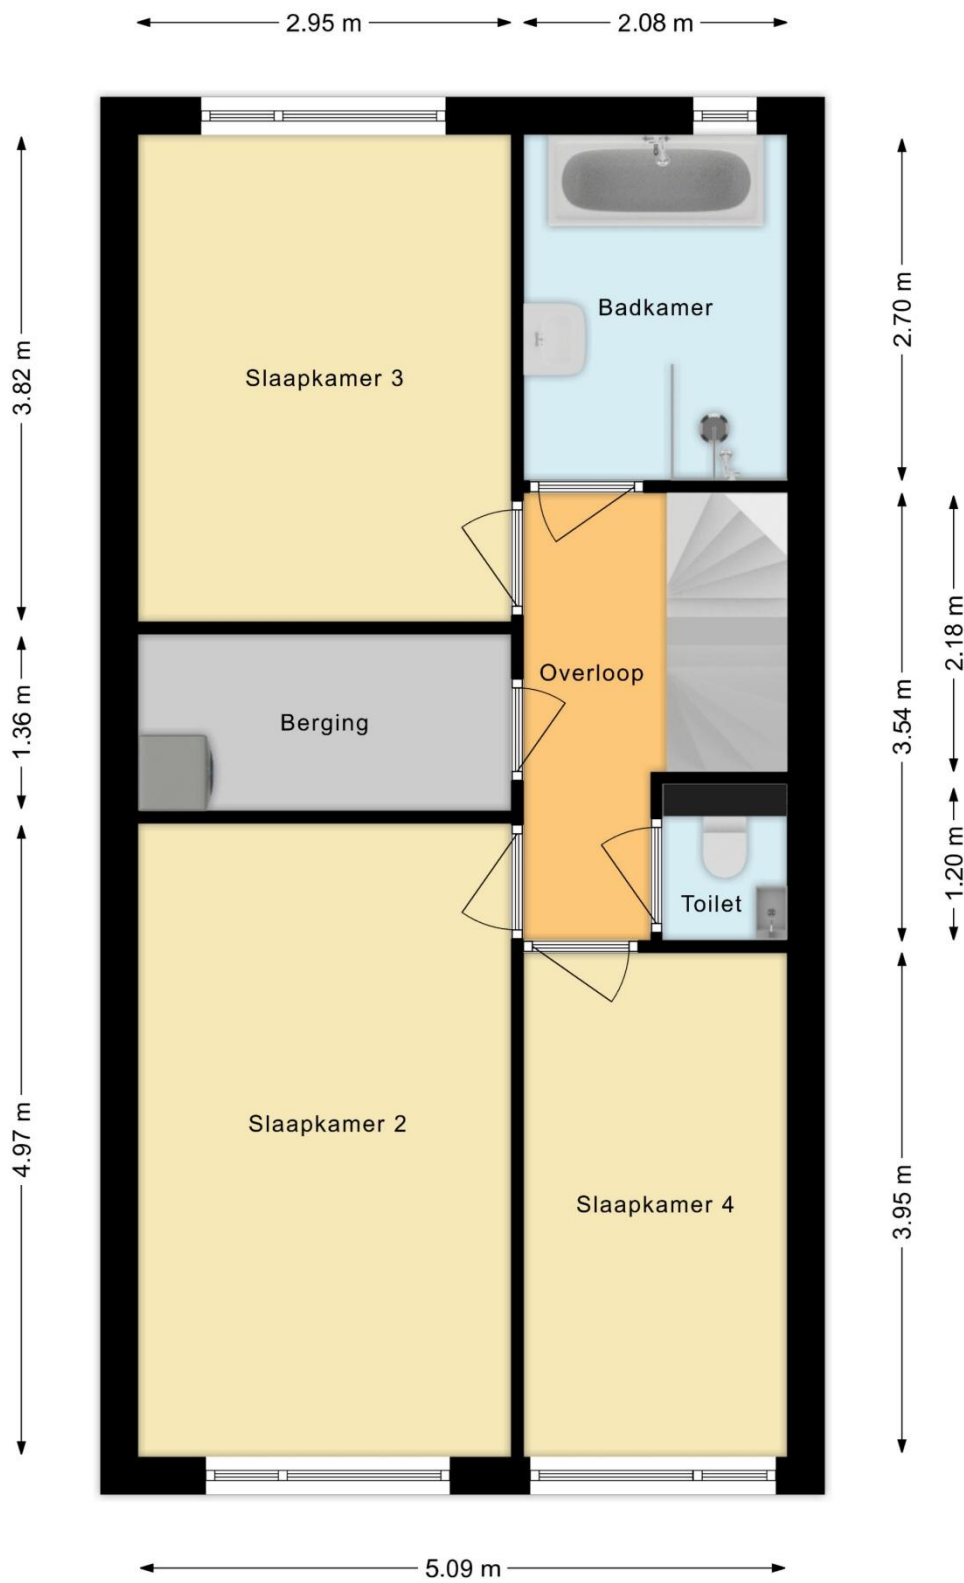 2.95 m
2.08 m
3.82 m
2.70 m
Badkamer
Slaapkamer 3
2.18 m
Overloop
3.54 m
1.36 m
Berging
1.20 m
Toilet
4.97 m
Slaapkamer 2
3.95 m
Slaapkamer 4
5.09 m